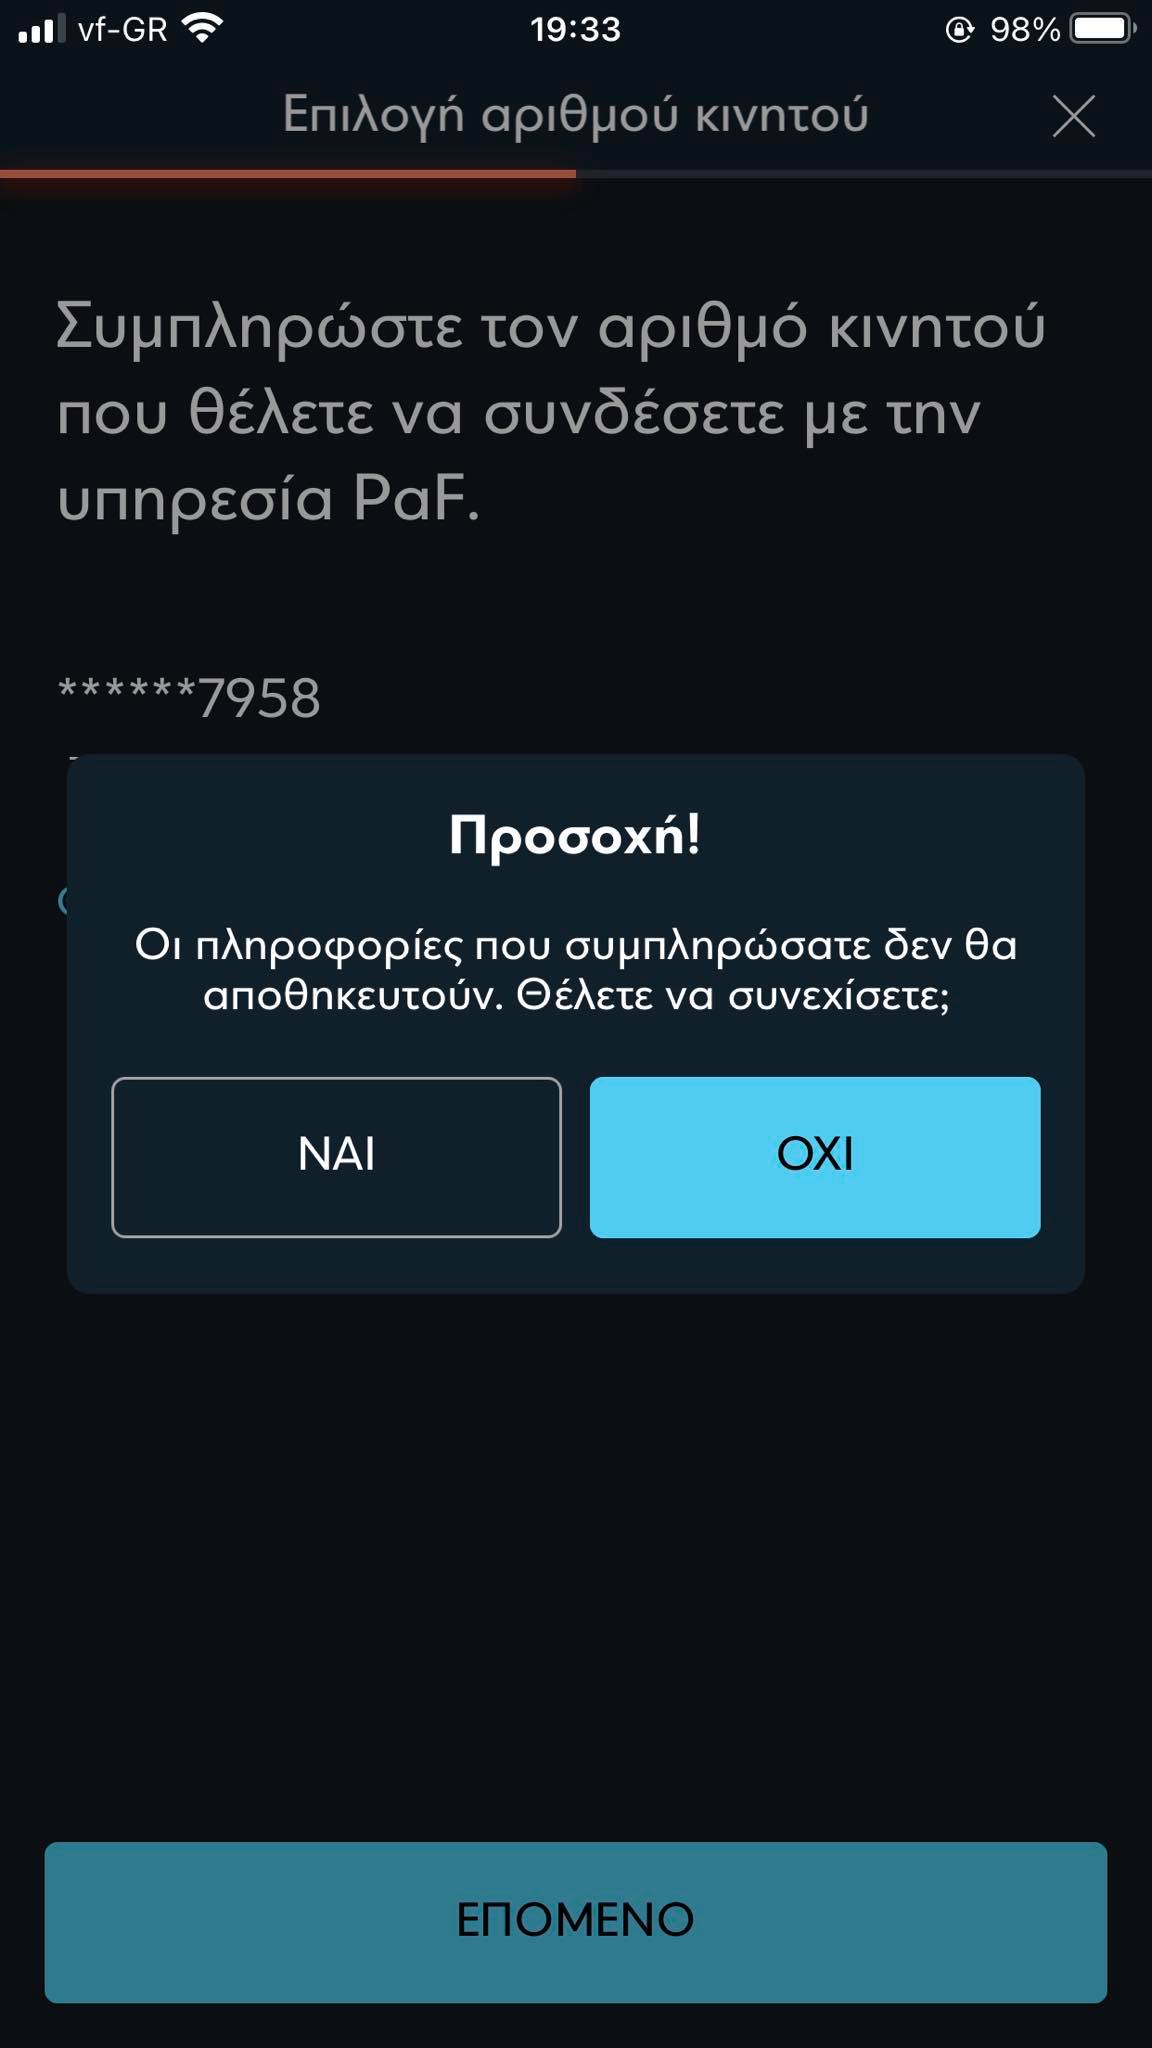 vf-GR
19:33
98%
Επιλογή αριθμού κινητού
Συμπληρώστε τον αριθμό κινητού
που θέλετε να συνδέσετε με την
υπηρεσία PaF.
******7958
Προσοχή!
Οι πληροφορίες που συμπληρώσατε δεν θα
αποθηκευτούν. Θέλετε να συνεχίσετε;
ΝΑΙ
ΟΧΙ
ΕΠΟΜΕΝΟ